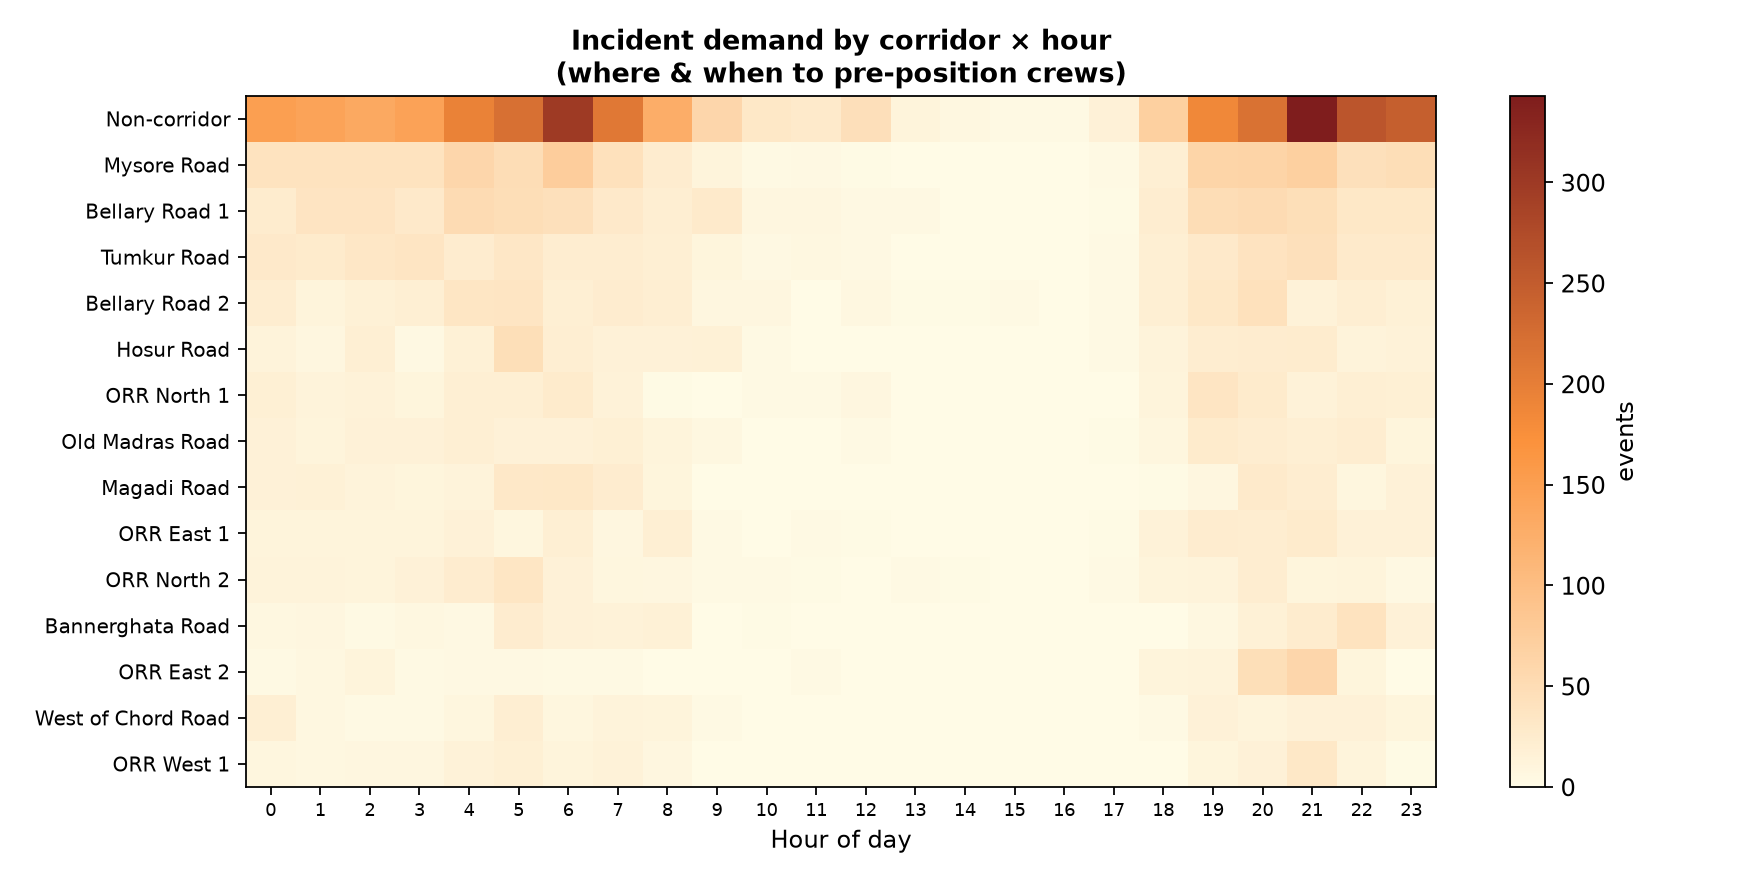 Incident demand by corridor × hour
(where & when to pre-position crews)
Non-corridor
Mysore Road
Bellary Road 1
Tumkur Road
Bellary Road 2
Hosur Road
ORR North 1
Old Madras Road
Magadi Road
ORR East 1
ORR North 2
Bannerghata Road
ORR East 2
West of Chord Road
ORR West 1
0 1 2 3 4 5 6 7 8 9 10 11 12 13 14 15 16 17 18 19 20 21 22 23
Hour of day
300
250
200
150
100
50
0
events